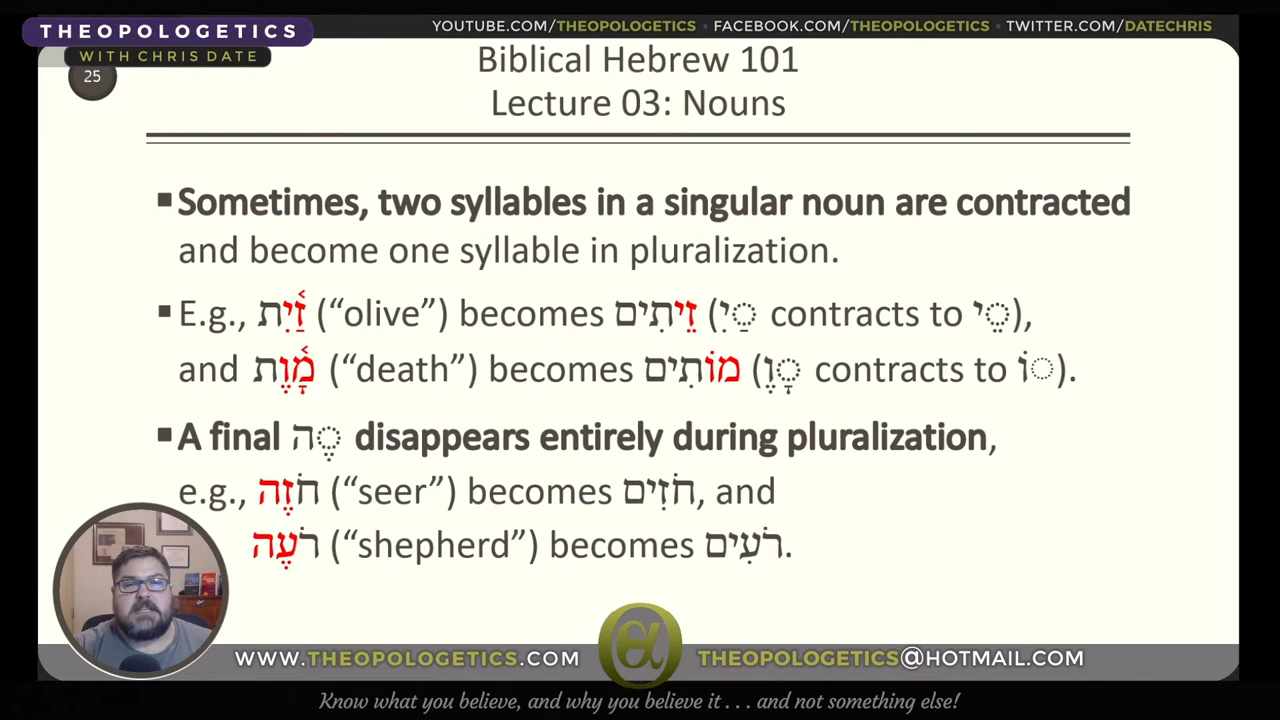 THEOPOLOGETICS
WITH CHRIS DATE
YOUTUBE.COM/THEOPOLOGETICS • FACEBOOK.COM/THEOPOLOGETICS • TWITTER.COM/DATECHRIS
25
Biblical Hebrew 101
Lecture 03: Nouns
▪Sometimes, two syllables in a singular noun are contracted
and become one syllable in pluralization.
▪E.g., זַ֫יִת (“olive”) becomes זֵיתִים (◌ַיִ contracts to ◌ֵי),
and מָ֫וֶת (“death”) becomes מוֹתִים (◌ָוֶ contracts to ◌וֹ).
▪A final ◌ֶה disappears entirely during pluralization,
e.g., חֹזֶה (“seer”) becomes חֹזִים, and
רֹעֶה (“shepherd”) becomes רֹעִים.
WWW.THEOPOLOGETICS.COM
THEOPOLOGETICS@HOTMAIL.COM
Know what you believe, and why you believe it . . . and not something else!